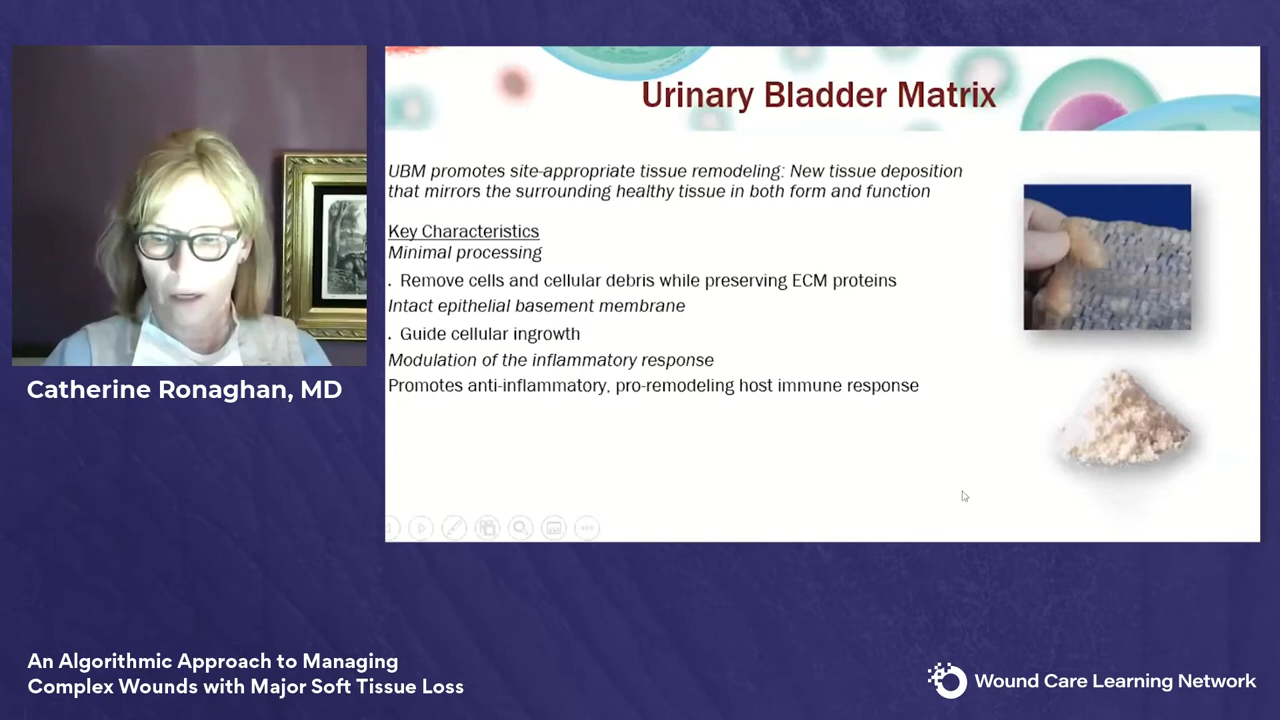 Urinary Bladder Matrix
UBM promotes site-appropriate tissue remodeling: New tissue deposition
that mirrors the surrounding healthy tissue in both form and function
Key Characteristics
Minimal processing
. Remove cells and cellular debris while preserving ECM proteins
Intact epithelial basement membrane
. Guide cellular ingrowth
Modulation of the inflammatory response
Promotes anti-inflammatory, pro-remodeling host immune response
Catherine Ronaghan, MD
An Algorithmic Approach to Managing
Complex Wounds with Major Soft Tissue Loss
Wound Care Learning Network